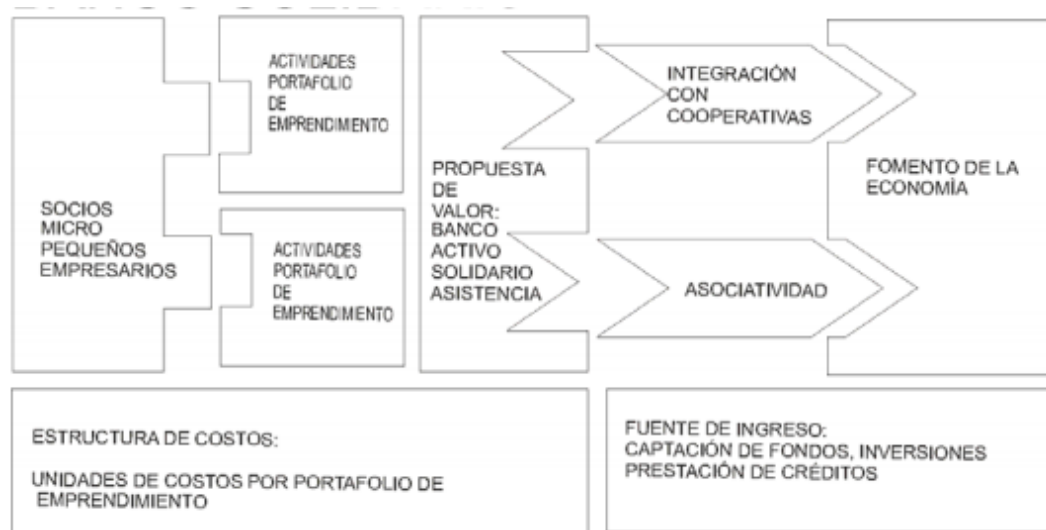 SOCIOS
MICRO
PEQUEÑOS
EMPRESARIOS
ACTIVIDADES
PORTAFOLIO
DE
EMPRENDIMIENTO
ACTIVIDADES
PORTAFOLIO
DE
EMPRENDIMIENTO
PROPUESTA
DE
VALOR:
BANCO
ACTIVO
SOLIDARIO
ASISTENCIA
INTEGRACIÓN
CON
COOPERATIVAS
ASOCIATIVIDAD
FOMENTO DE LA
ECONOMÌA
ESTRUCTURA DE COSTOS:
UNIDADES DE COSTOS POR PORTAFOLIO DE
EMPRENDIMIENTO
FUENTE DE INGRESO:
CAPTACIÓN DE FONDOS, INVERSIONES
PRESTACIÓN DE CRÉDITOS